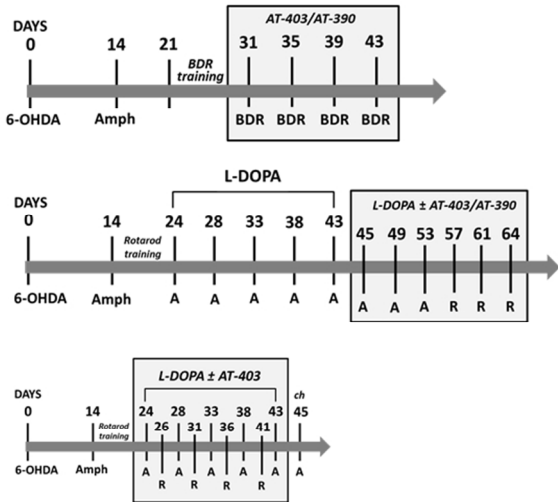 DAYS
AT-403/AT-390
0 14 21 31 35 39 43
BDR
training
6-OHDA Amph BDR BDR BDR BDR
L-DOPA
DAYS
L-DOPA ± AT-403/AT-390
0 14 24 28 33 38 43 45 49 53 57 61 64
Rotarod
training
6-OHDA Amph A A A A A A A A R R R
L-DOPA ± AT-403
DAYS
ch
0 14 24 28 33 38 43 45
26 31 36 41
Rotarod
training
6-OHDA Amph A A A A A A
R R R R